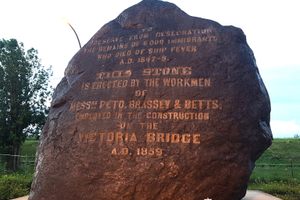 TO
PRESERVE FROM DESECRATION
THE REMAINS OF 6000 IMMIGRANTS
WHO DIED OF SHIP FEVER
A.D. 1847-8.
THIS STONE
IS ERECTED BY THE WORKMEN
OF
MESSRS PETO, BRASSEY & BETTS,
EMPLOYED IN THE CONSTRUCTION
OF THE
VICTORIA BRIDGE
A.D. 1859.